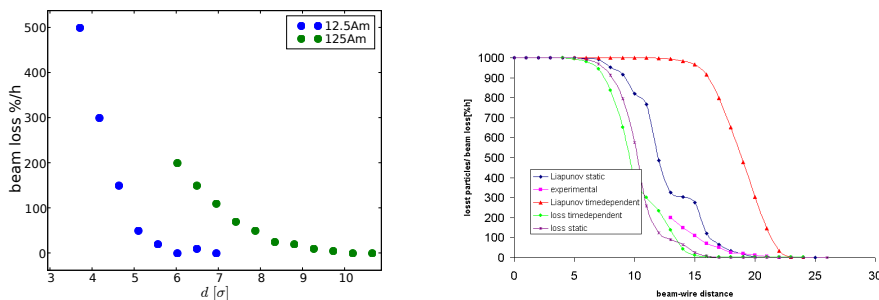 500
400
300
200
100
0
beam loss %/h
3
4
5
6
7
8
9
10
d [σ]
12.5Am
125Am
1000
900
800
700
600
500
400
300
200
100
0
losst particles/ beam loss[%h]
Liapunov static
experimental
Liapunov timedependent
loss timedependent
loss static
0
5
10
15
20
25
30
beam-wire distance